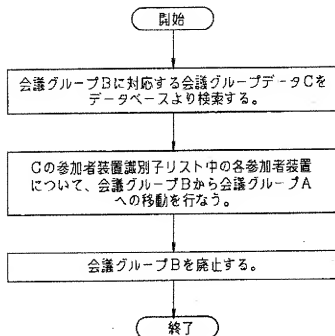 開始
会議グループBに対応する会議グループデータCを
データベースより検索する。
Cの参加者装置識別子リスト中の各参加者装置
について、会議グループBから会議グループA
への移動を行なう。
会議グループBを廃止する。
終了